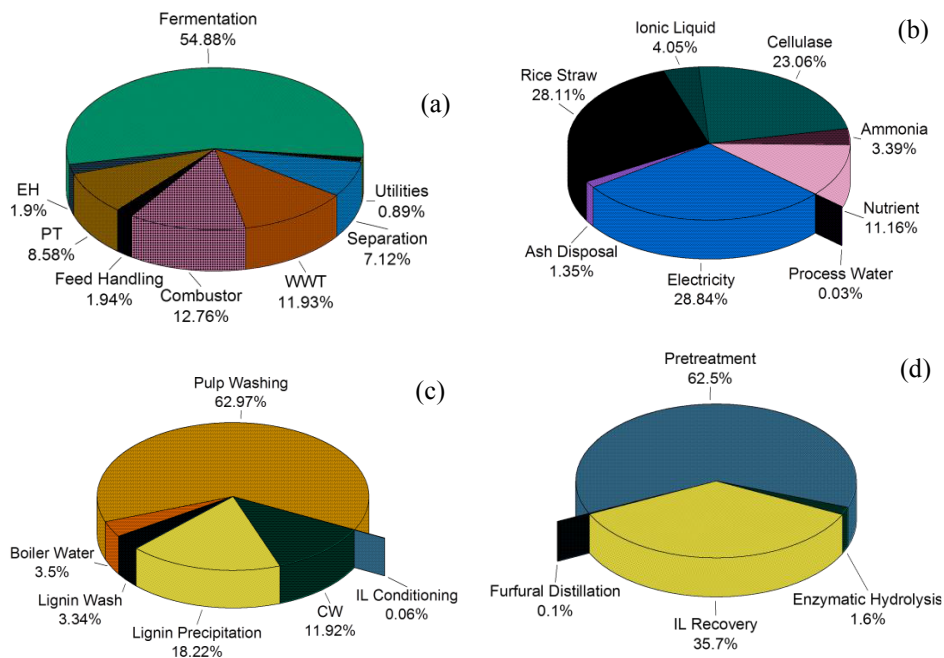 Fermentation
54.88%
(a)
EH
1.9%
PT
8.58%
Feed Handling
1.94%
Combustor
12.76%
WWT
11.93%
Separation
7.12%
Utilities
0.89%
(b)
Ionic Liquid
4.05%
Cellulase
23.06%
Rice Straw
28.11%
Ammonia
3.39%
Nutrient
11.16%
Process Water
0.03%
Electricity
28.84%
Ash Disposal
1.35%
(c)
Pulp Washing
62.97%
Boiler Water
3.5%
Lignin Wash
3.34%
Lignin Precipitation
18.22%
CW
11.92%
IL Conditioning
0.06%
(d)
Pretreatment
62.5%
Furfural Distillation
0.1%
IL Recovery
35.7%
Enzymatic Hydrolysis
1.6%